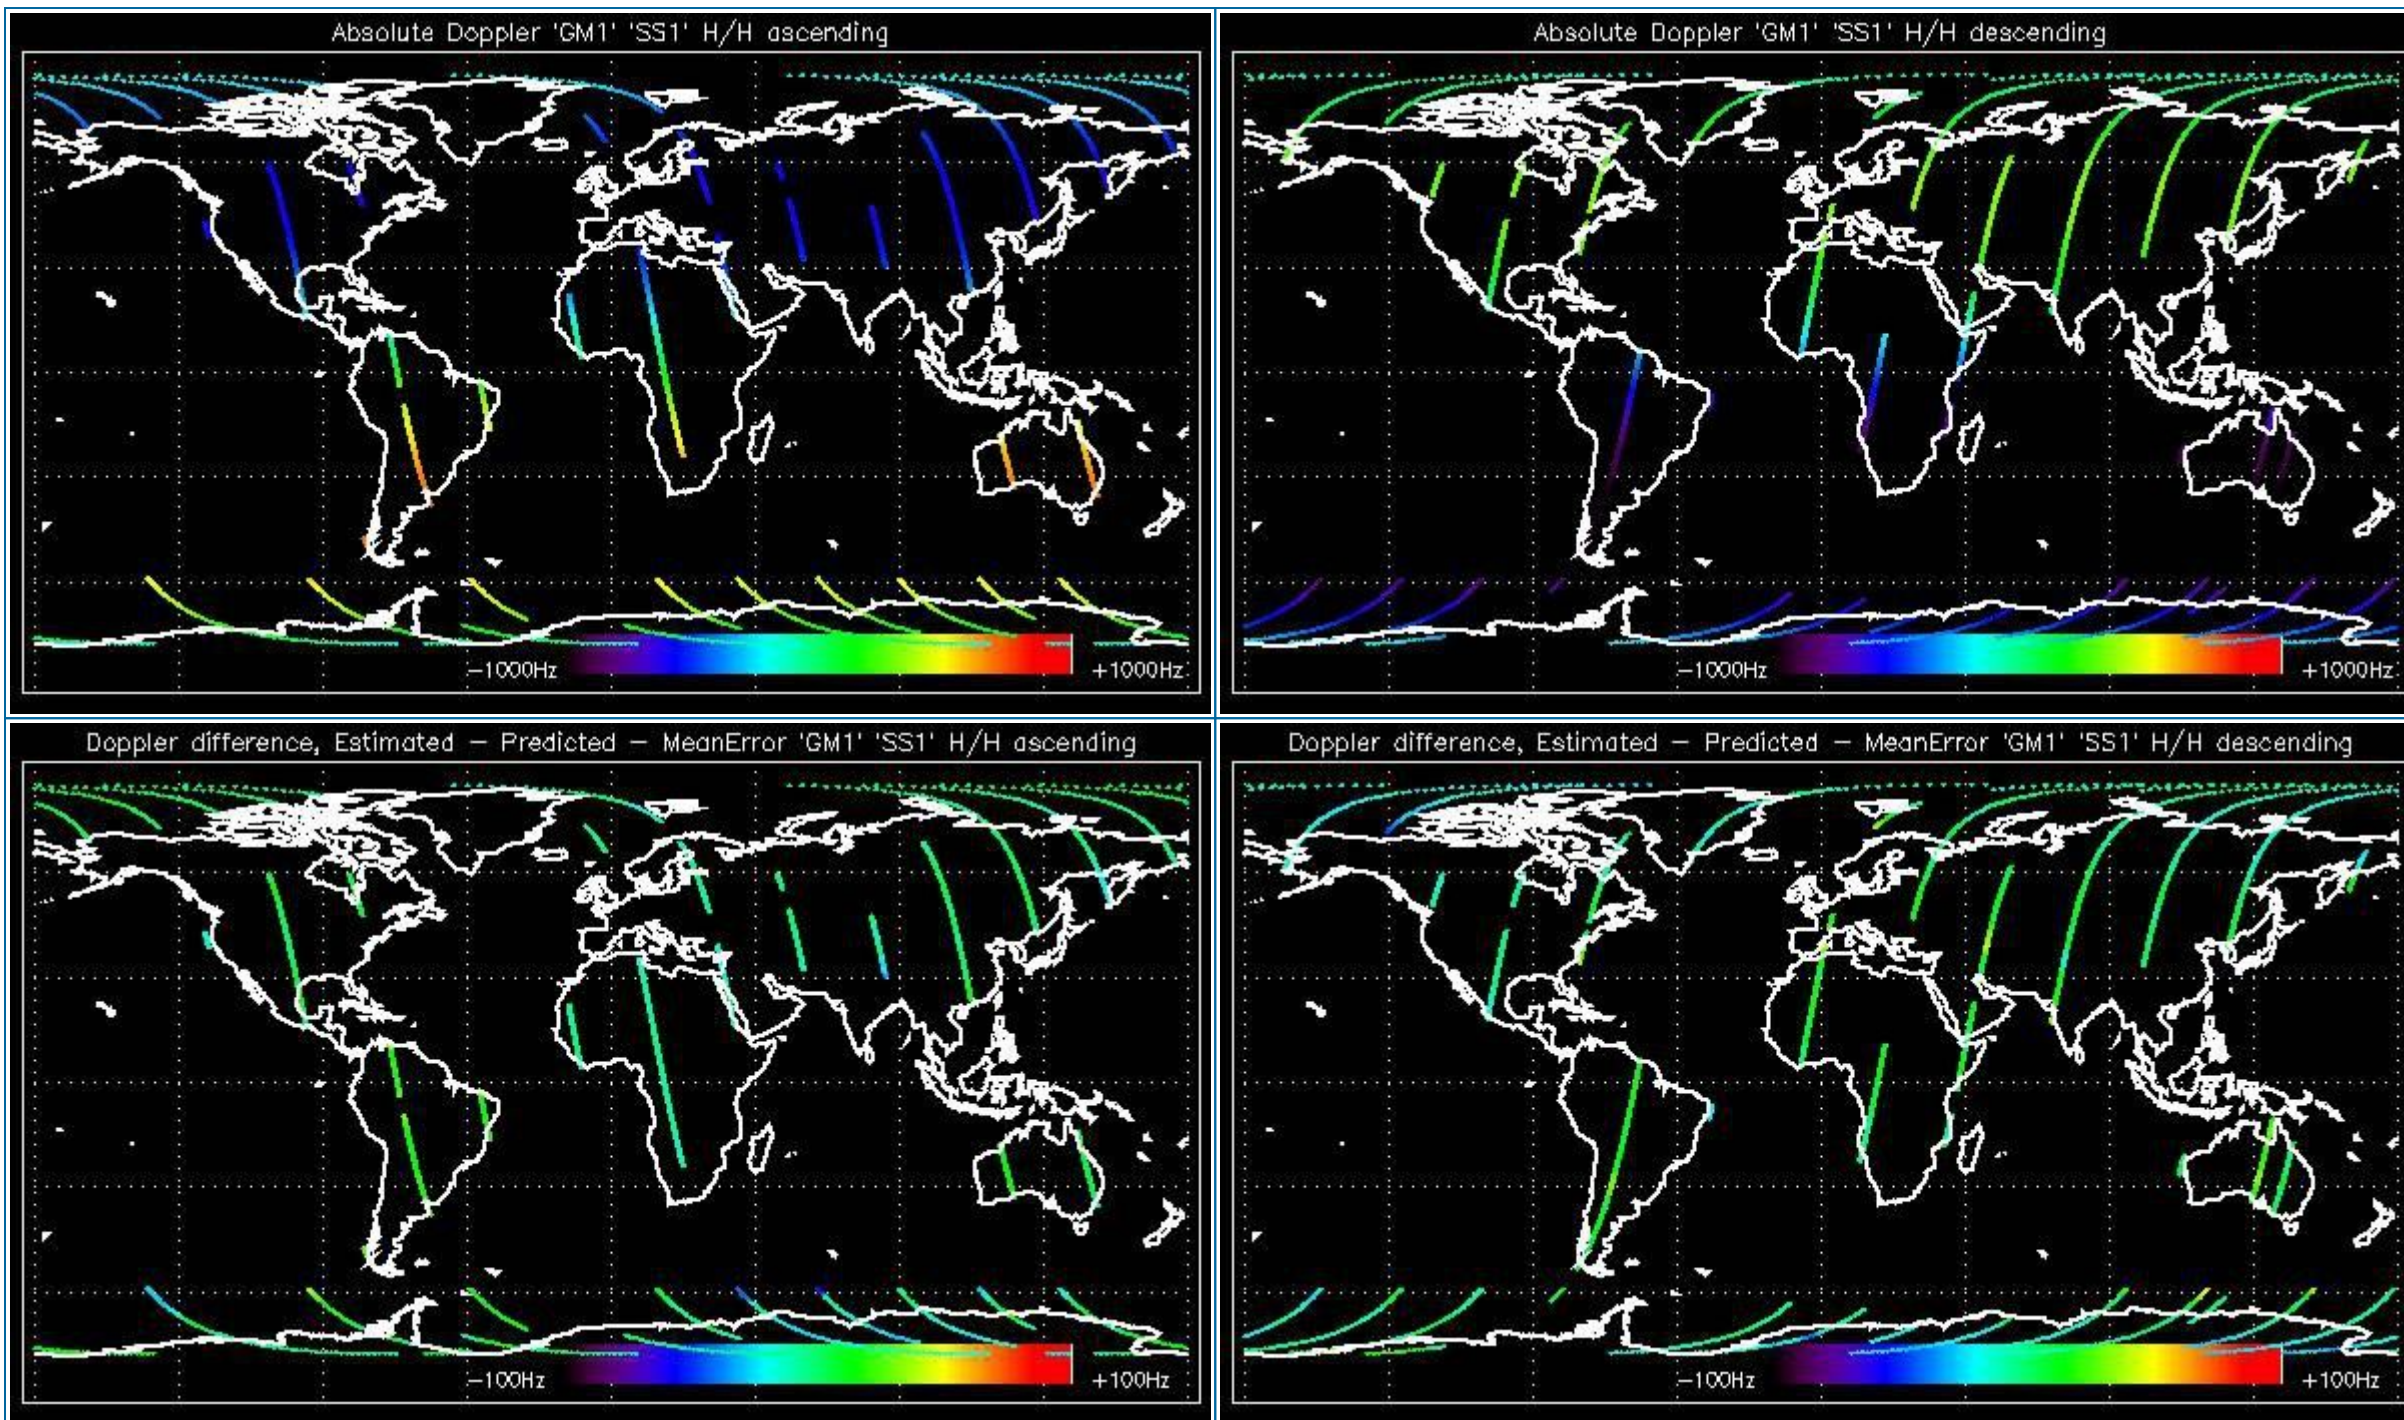 Absolute Doppler 'GM1' 'SS1' H/H ascending
-1000Hz
+1000Hz
Absolute Doppler 'GM1' 'SS1' H/H descending
-1000Hz
+1000Hz
Doppler difference, Estimated - Predicted - MeanError 'GM1' 'SS1' H/H ascending
-100Hz
+100Hz
Doppler difference, Estimated - Predicted - MeanError 'GM1' 'SS1' H/H descending
-100Hz
+100Hz